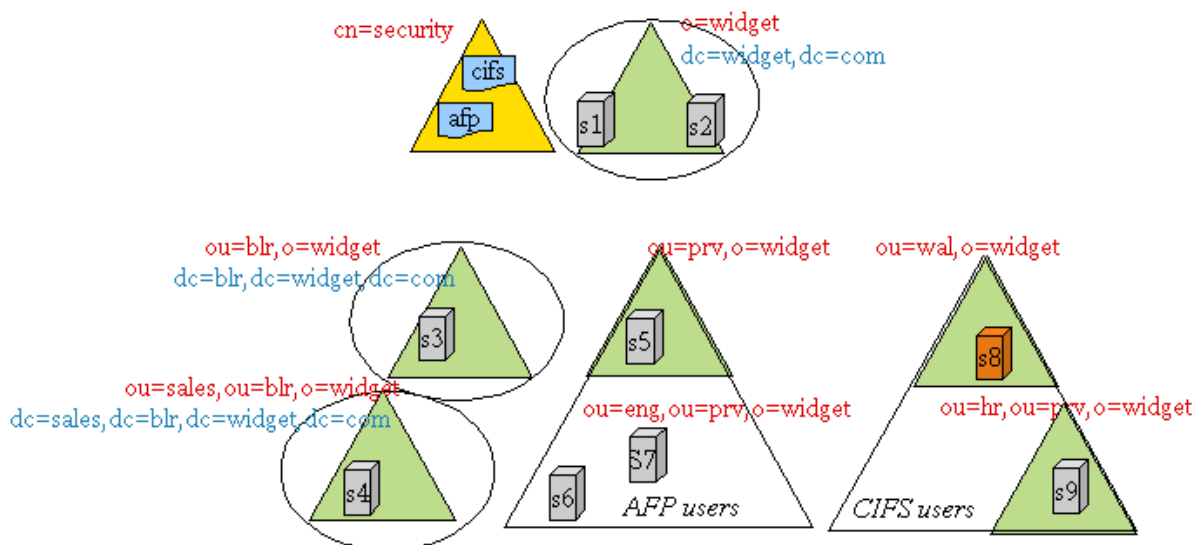 cn=security
o=widget
dc=widget,dc=com
cifs
afp
s1
s2
ou=blr,o=widget
dc=blr,dc=widget,dc=com
s3
ou=prv,o=widget
s5
ou=wal,o=widget
s8
ou=sales,ou=blr,o=widget
dc=sales,dc=blr,dc=widget,dc=com
s4
ou=eng,ou=prv,o=widget
S7
s6
AFP users
ou=hr,ou=prv,o=widget
s9
CIFS users